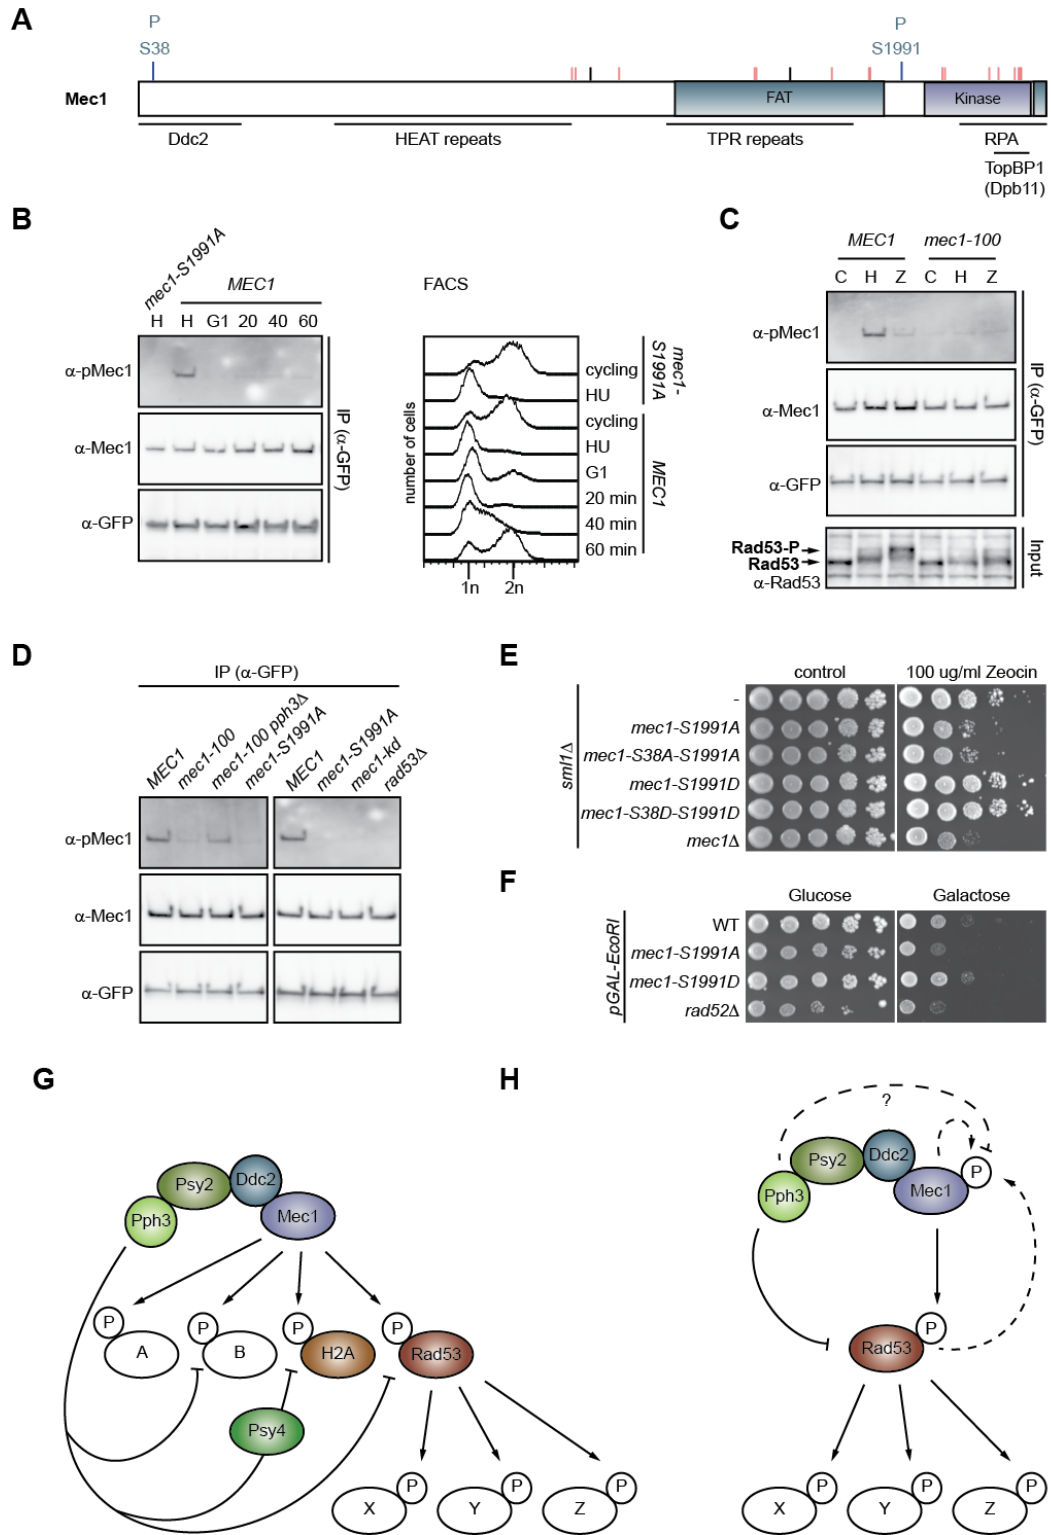 A
P
P
S38
S1991
Mec1
FAT
Kinase
Ddc2
HEAT repeats
TPR repeats
RPA
TopBP1
(Dpb11)
B
mec1-S1991A
MEC1
H H G1 20 40 60
α-pMec1
α-Mec1
α-GFP
IP (α-GFP)
FACS
number of cells
cycling
HU
cycling
HU
G1
20 min
40 min
60 min
mec1-
S1991A
MEC1
1n 2n
C
MEC1 mec1-100
C H Z C H Z
α-pMec1
α-Mec1
α-GFP
Rad53-P
Rad53
α-Rad53
IP (α-GFP)
Input
D
IP (α-GFP)
MEC1
mec1-100
mec1-100 pph3Δ
mec1-S1991A
MEC1
mec1-S1991A
mec1-kd
rad53Δ
α-pMec1
α-Mec1
α-GFP
E
control 100 ug/ml Zeocin
sml1Δ
-
mec1-S1991A
mec1-S38A-S1991A
mec1-S1991D
mec1-S38D-S1991D
mec1Δ
F
Glucose Galactose
pGAL-EcoRI
WT
mec1-S1991A
mec1-S1991D
rad52Δ
G
Psy2
Ddc2
Pph3
Mec1
P P P P
A B H2A Rad53
Psy4
P P P
X Y Z
H
?
Psy2
Ddc2
P
Pph3
Mec1
P
Rad53
P P P
X Y Z